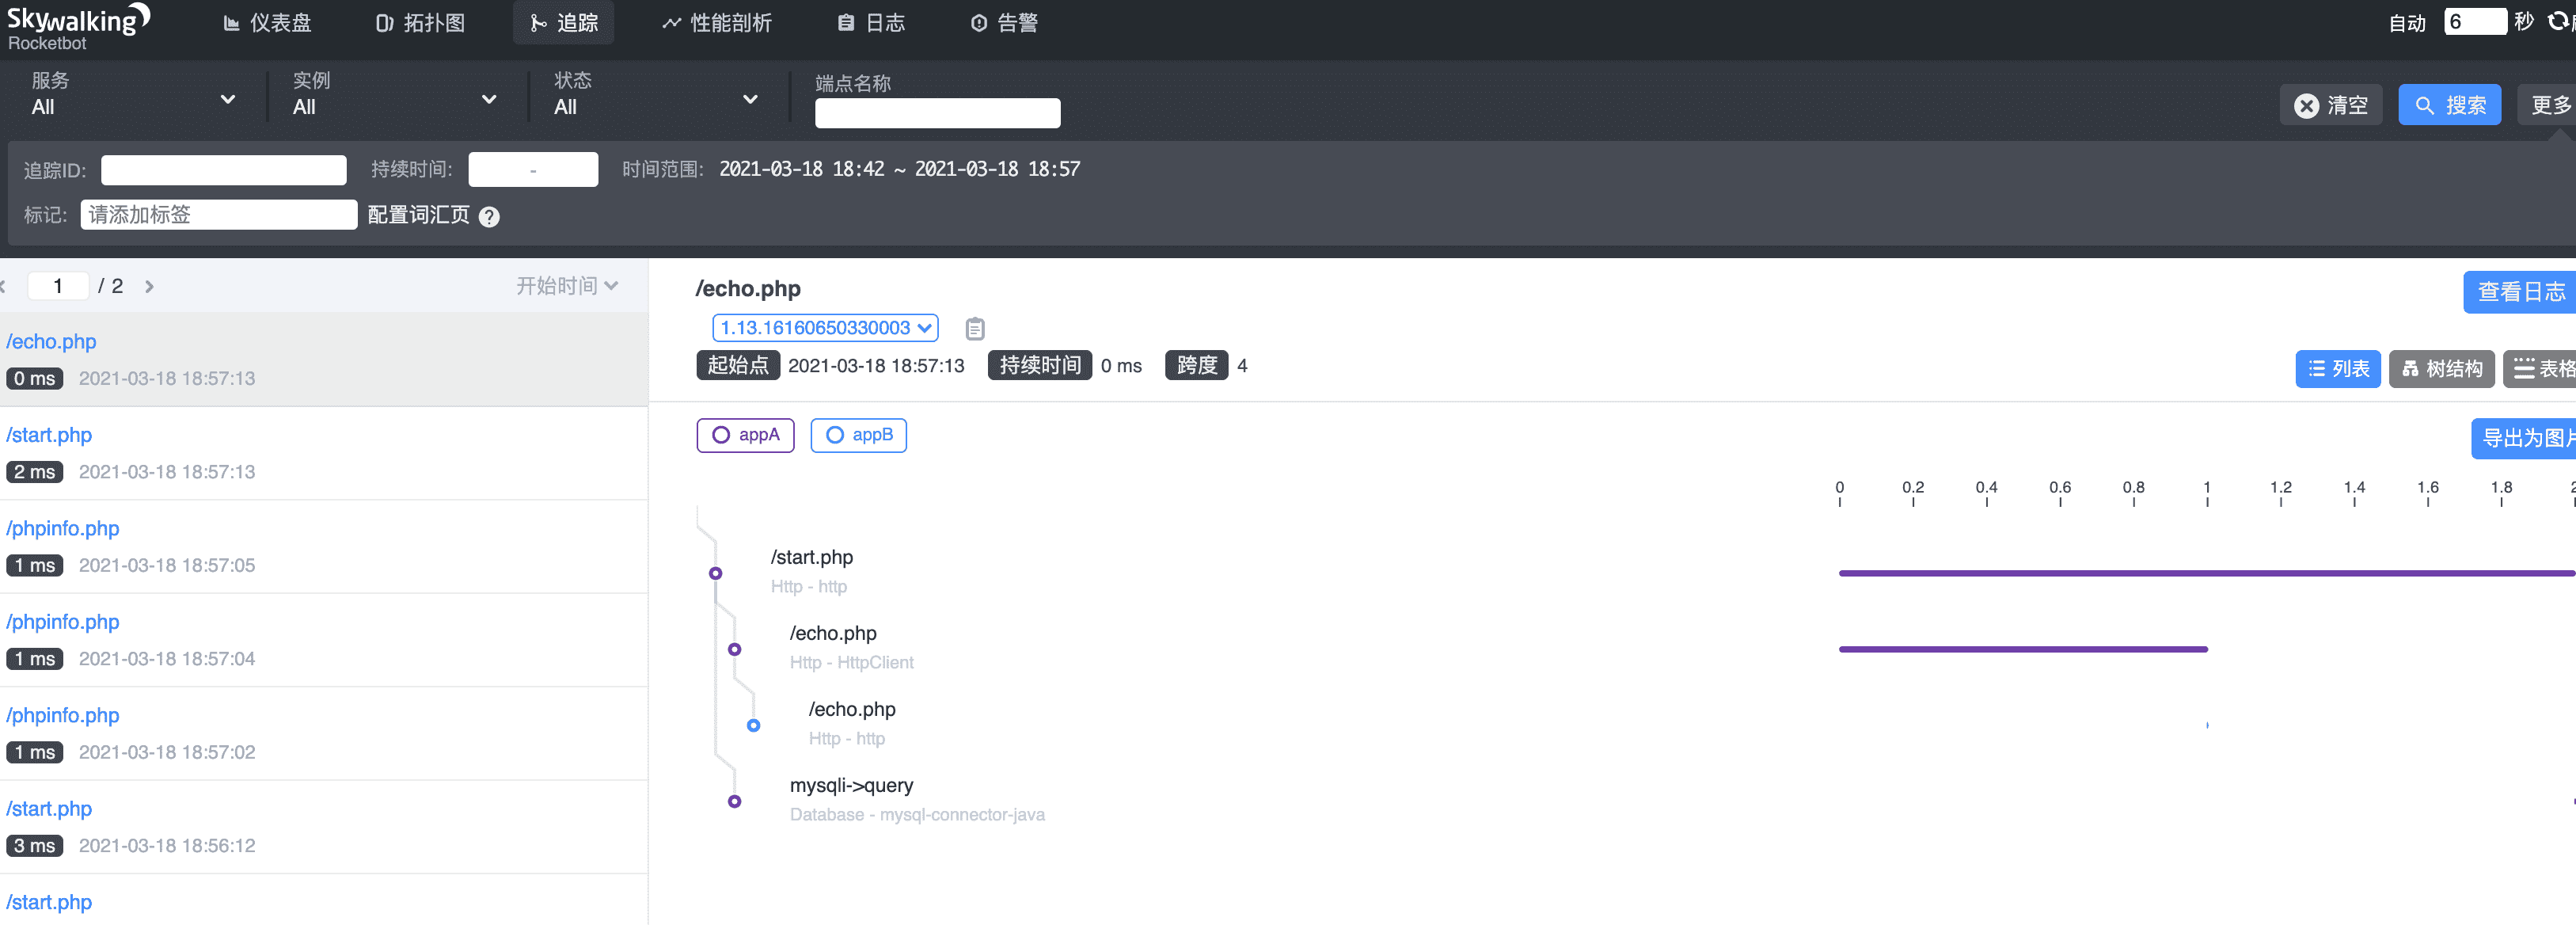 Skywalking
Rocketbot
仪表盘
拓扑图
追踪
性能剖析
日志
告警
自动 6 秒
服务
All
实例
All
状态
All
端点名称
清空
搜索
更多
追踪ID:
持续时间: -
时间范围: 2021-03-18 18:42 ~ 2021-03-18 18:57
标记: 请添加标签 配置词汇页 ?
1 / 2
开始时间
/echo.php
0 ms 2021-03-18 18:57:13
/start.php
2 ms 2021-03-18 18:57:13
/phpinfo.php
1 ms 2021-03-18 18:57:05
/phpinfo.php
1 ms 2021-03-18 18:57:04
/phpinfo.php
1 ms 2021-03-18 18:57:02
/start.php
3 ms 2021-03-18 18:56:12
/start.php
/echo.php
查看日志
1.13.16160650330003
起始点 2021-03-18 18:57:13 持续时间 0 ms 跨度 4
列表
树结构
表格
appA
appB
导出为图片
0 0.2 0.4 0.6 0.8 1 1.2 1.4 1.6 1.8
/start.php
Http - http
/echo.php
Http - HttpClient
/echo.php
Http - http
mysqli->query
Database - mysql-connector-java